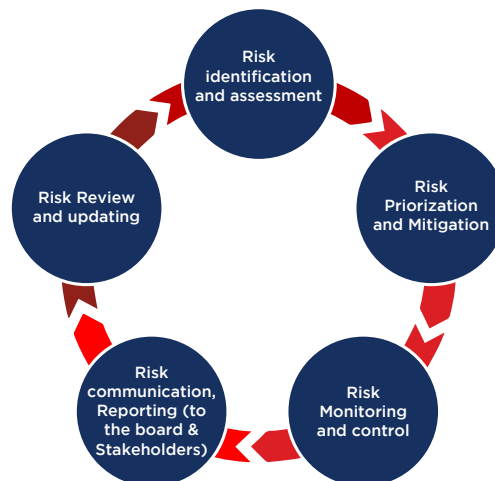 Risk
identification
and assessment
Risk
Priorization
and Mitigation
Risk
Monitoring
and control
Risk
communication,
Reporting (to
the board &
Stakeholders)
Risk Review
and updating